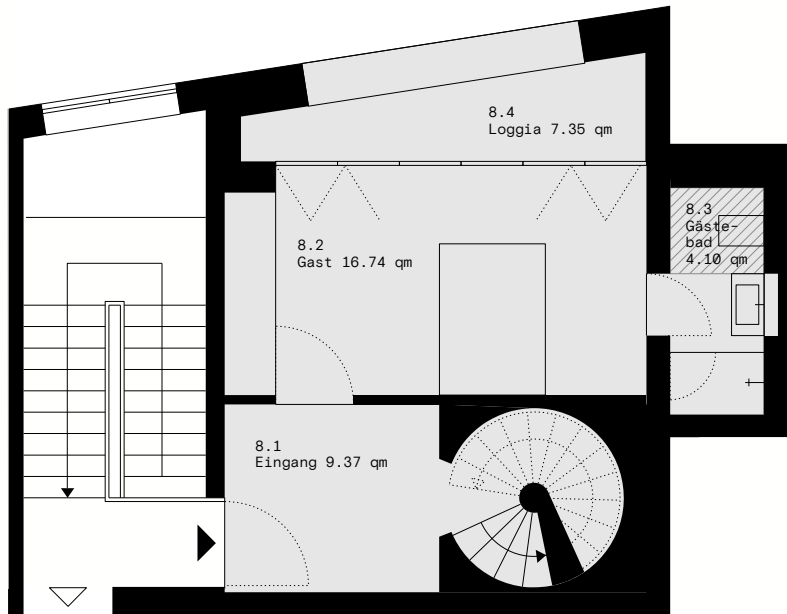 8.4
Loggia 7.35 qm
8.3
Gäste-
bad
4.10 qm
8.2
Gast 16.74 qm
8.1
Eingang 9.37 qm